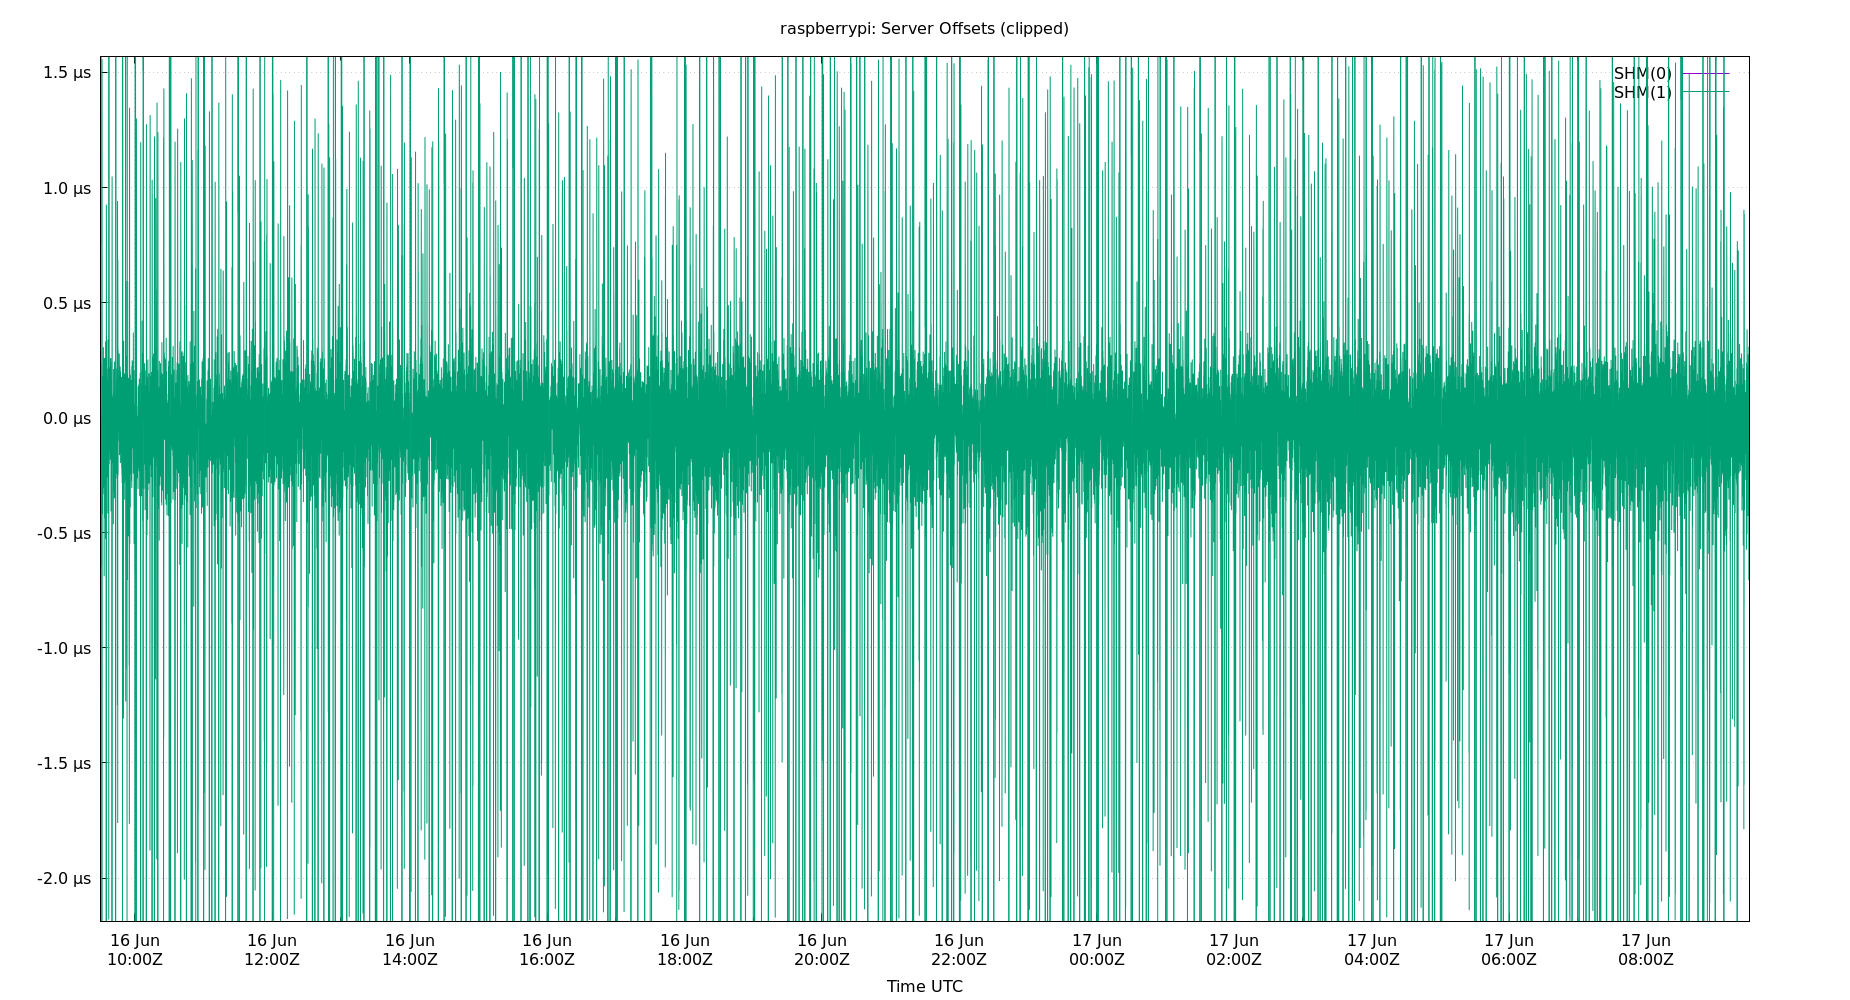 raspberrypi: Server Offsets (clipped)
1.5 µs
1.0 µs
0.5 µs
0.0 µs
-0.5 µs
-1.0 µs
-1.5 µs
-2.0 µs
SHM(0)
SHM(1)
16 Jun 16 Jun 16 Jun 16 Jun 16 Jun 16 Jun 16 Jun 17 Jun 17 Jun 17 Jun 17 Jun 17 Jun
10:00Z 12:00Z 14:00Z 16:00Z 18:00Z 20:00Z 22:00Z 00:00Z 02:00Z 04:00Z 06:00Z 08:00Z
Time UTC